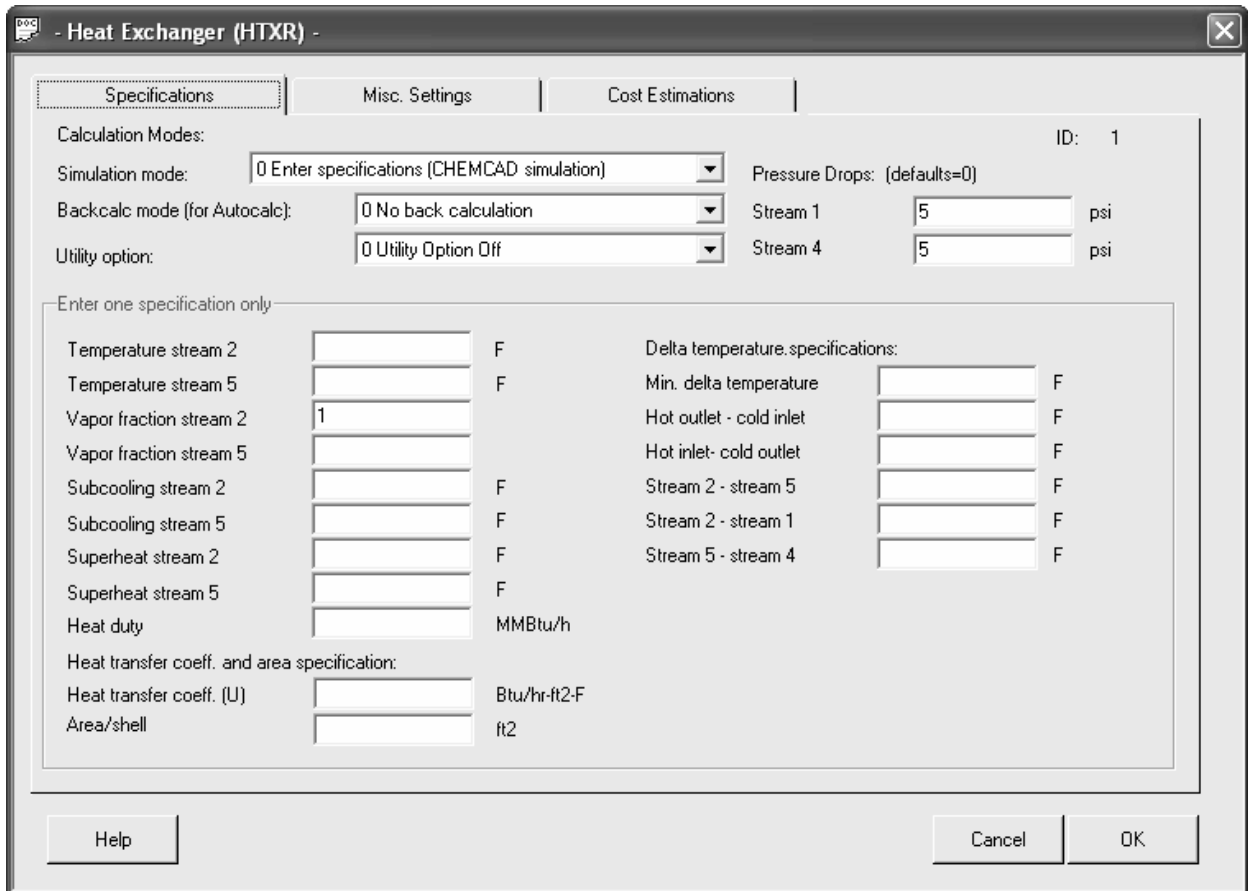 - Heat Exchanger (HTXR) -
Specifications
Misc. Settings
Cost Estimations
Calculation Modes:
ID: 1
Simulation mode:
0 Enter specifications (CHEMCAD simulation)
Pressure Drops: (defaults=0)
Backcalc mode (for Autocalc):
0 No back calculation
Stream 1
5
psi
Utility option:
0 Utility Option Off
Stream 4
5
psi
Enter one specification only
Temperature stream 2
F
Temperature stream 5
F
Vapor fraction stream 2
1
Vapor fraction stream 5
Subcooling stream 2
F
Subcooling stream 5
F
Superheat stream 2
F
Superheat stream 5
F
Heat duty
MMBtu/h
Heat transfer coeff. and area specification:
Heat transfer coeff. (U)
Btu/hr-ft2-F
Area/shell
ft2
Delta temperature.specifications:
Min. delta temperature
F
Hot outlet - cold inlet
F
Hot inlet- cold outlet
F
Stream 2 - stream 5
F
Stream 2 - stream 1
F
Stream 5 - stream 4
F
Help
Cancel
OK